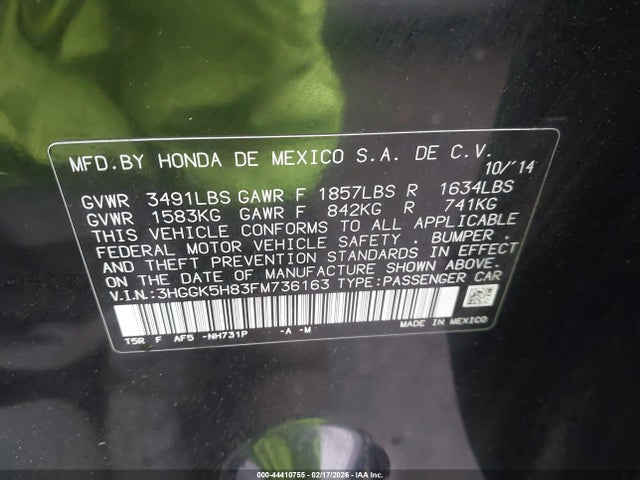 MFD.BY HONDA DE MEXICO S.A. DE C.V.
10/'14
GVWR 3491LBS GAWR F 1857LBS R 1634LBS
GVWR 1583KG GAWR F 842KG R 741KG
THIS VEHICLE CONFORMS TO ALL APPLICABLE
FEDERAL MOTOR VEHICLE SAFETY . BUMPER .
AND THEFT PREVENTION STANDARDS IN EFFECT
ON THE DATE OF MANUFACTURE SHOWN ABOVE.
V.I.N.:3HGGK5H83FM736163 TYPE:PASSENGER CAR
T5R F AF5 -NH731P -A -M
MADE IN MEXICO
000-44410755 - 02/17/2026 - IAA Inc.